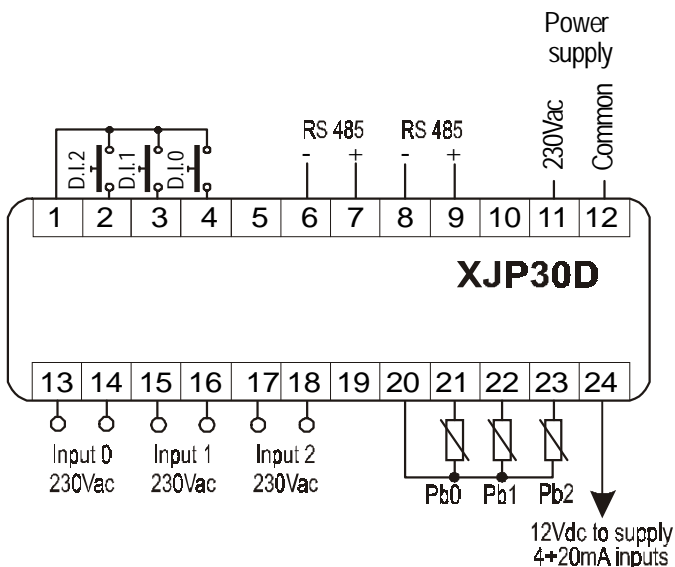 Power
supply
230Vac
Common
RS 485
RS 485
- +
- +
D.I.2
D.I.1
D.I.0
1 2 3 4 5 6 7 8 9 10 11 12
XJP30D
13 14 15 16 17 18 19 20 21 22 23 24
Input 0
230Vac
Input 1
230Vac
Input 2
230Vac
Pb0 Pb1 Pb2
12Vdc to supply
4+20mA inputs